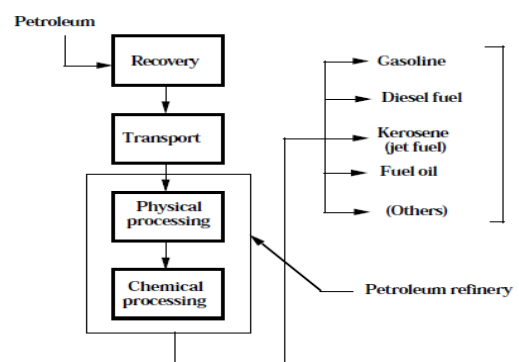 Petroleum
Recovery
Transport
Physical
processing
Chemical
processing
Gasoline
Diesel fuel
Kerosene
(jet fuel)
Fuel oil
(Others)
Petroleum refinery